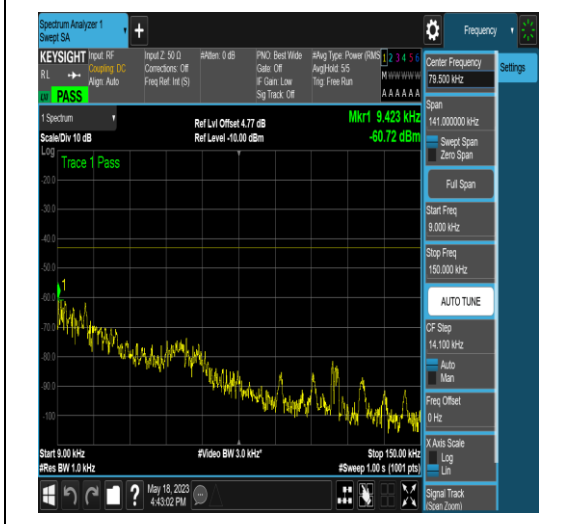 Spectrum Analyzer 1
Swept SA
Frequency
KEYSIGHT
RL
PASS
Input: RF
Coupling: DC
Align: Auto
Input Z: 50 Ω
Corrections: Off
Freq Ref: Int (S)
#Atten: 0 dB
PNO: Best Wide
Gate: Off
IF Gain: Low
Sig Track: Off
#Avg Type: Power (RMS
Avg|Hold: 5/5
Trig: Free Run
1 2 3 4 5 6
M W W W W W
A A A A A A
1 Spectrum
Scale/Div 10 dB
Ref Lvl Offset 4.77 dB
Ref Level -10.00 dBm
Mkr1 9.423 kHz
-60.72 dBm
Log
Trace 1 Pass
-20.0
-30.0
-40.0
-50.0
-60.0
-70.0
-80.0
-90.0
-100
1
Start 9.00 kHz
#Res BW 1.0 kHz
#Video BW 3.0 kHz*
Stop 150.00 kHz
#Sweep 1.00 s (1001 pts)
?
May 18, 2023
4:43:02 PM
Center Frequency
79.500 kHz
Settings
Span
141.000000 kHz
Swept Span
Zero Span
Full Span
Start Freq
9.000 kHz
Stop Freq
150.000 kHz
AUTO TUNE
CF Step
14.100 kHz
Auto
Man
Freq Offset
0 Hz
X Axis Scale
Log
Lin
Signal Track
(Span Zoom)